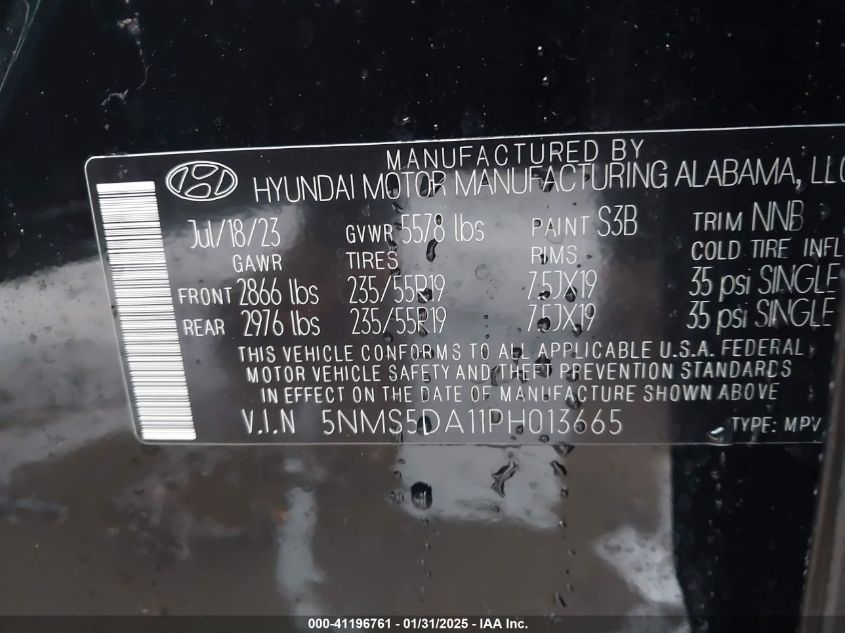 MANUFACTURED BY
HYUNDAI MOTOR MANUFACTURING ALABAMA, LLC
Jul/18/23 GVWR 5578 lbs PAINT S3B TRIM NNB
GAWR TIRES RIMS COLD TIRE INFL
FRONT 2866 lbs 235/55R19 7.5JX19 35 psi SINGLE
REAR 2976 lbs 235/55R19 7.5JX19 35 psi SINGLE
THIS VEHICLE CONFORMS TO ALL APPLICABLE U.S.A. FEDERAL
MOTOR VEHICLE SAFETY AND THEFT PREVENTION STANDARDS
IN EFFECT ON THE DATE OF MANUFACTURE SHOWN ABOVE
V.I.N 5NMS5DA11PH013665 TYPE: MPV
000-41196761 - 01/31/2025 - IAA Inc.